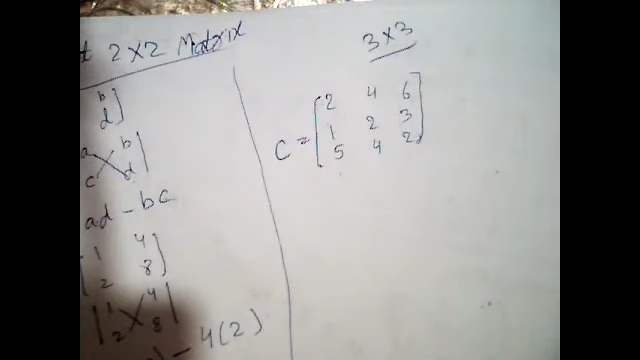 2x2 Matrix
b
d]
a b
c d|
ad - bc
1 4
2 8]
|1 4
2 8|
- 4(2)
3x3
C = [2 4 6
1 2 3
5 4 2]